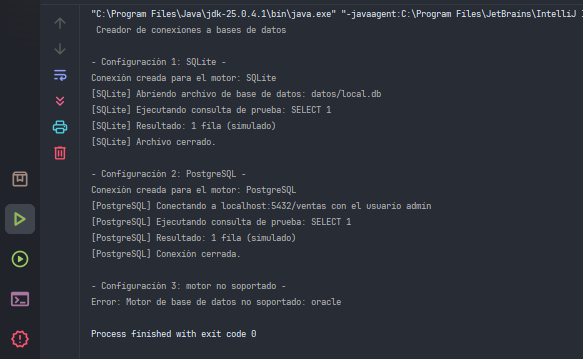 "C:\Program Files\Java\jdk-25.0.4.1\bin\java.exe" "-javaagent:C:\Program Files\JetBrains\IntelliJ
Creador de conexiones a bases de datos
- Configuración 1: SQLite -
Conexión creada para el motor: SQLite
[SQLite] Abriendo archivo de base de datos: datos/local.db
[SQLite] Ejecutando consulta de prueba: SELECT 1
[SQLite] Resultado: 1 fila (simulado)
[SQLite] Archivo cerrado.
- Configuración 2: PostgreSQL -
Conexión creada para el motor: PostgreSQL
[PostgreSQL] Conectando a localhost:5432/ventas con el usuario admin
[PostgreSQL] Ejecutando consulta de prueba: SELECT 1
[PostgreSQL] Resultado: 1 fila (simulado)
[PostgreSQL] Conexión cerrada.
- Configuración 3: motor no soportado -
Error: Motor de base de datos no soportado: oracle
Process finished with exit code 0